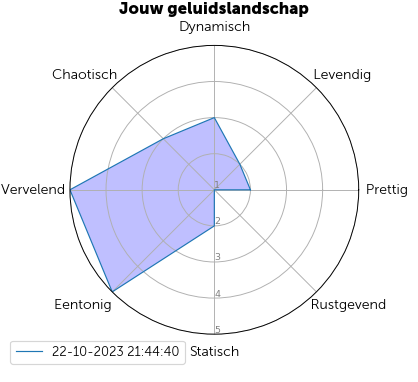 Jouw geluidslandschap
Dynamisch
Chaotisch
Levendig
Vervelend
1
Prettig
2
3
4
Eentonig
Rustgevend
5
22-10-2023 21:44:40
Statisch